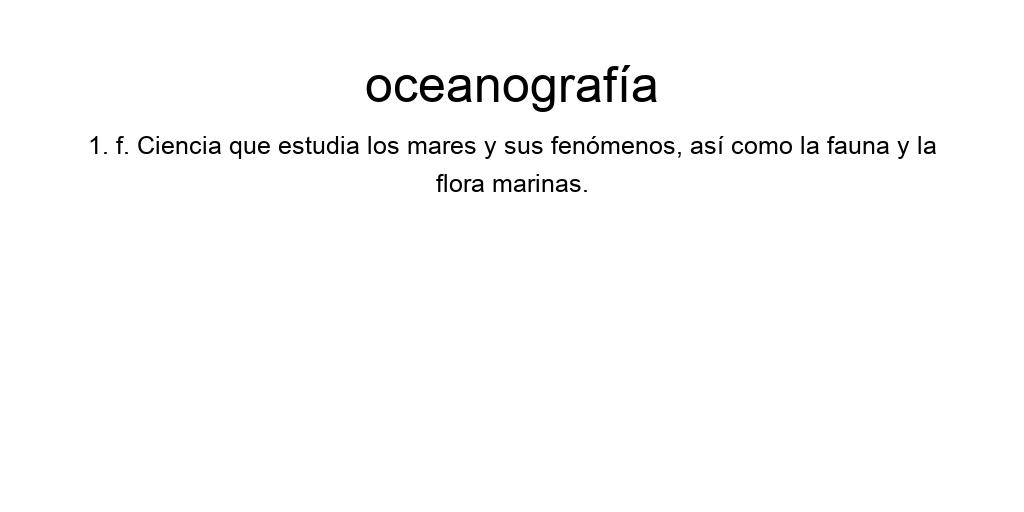 oceanografía
1. f. Ciencia que estudia los mares y sus fenómenos, así como la fauna y la
flora marinas.